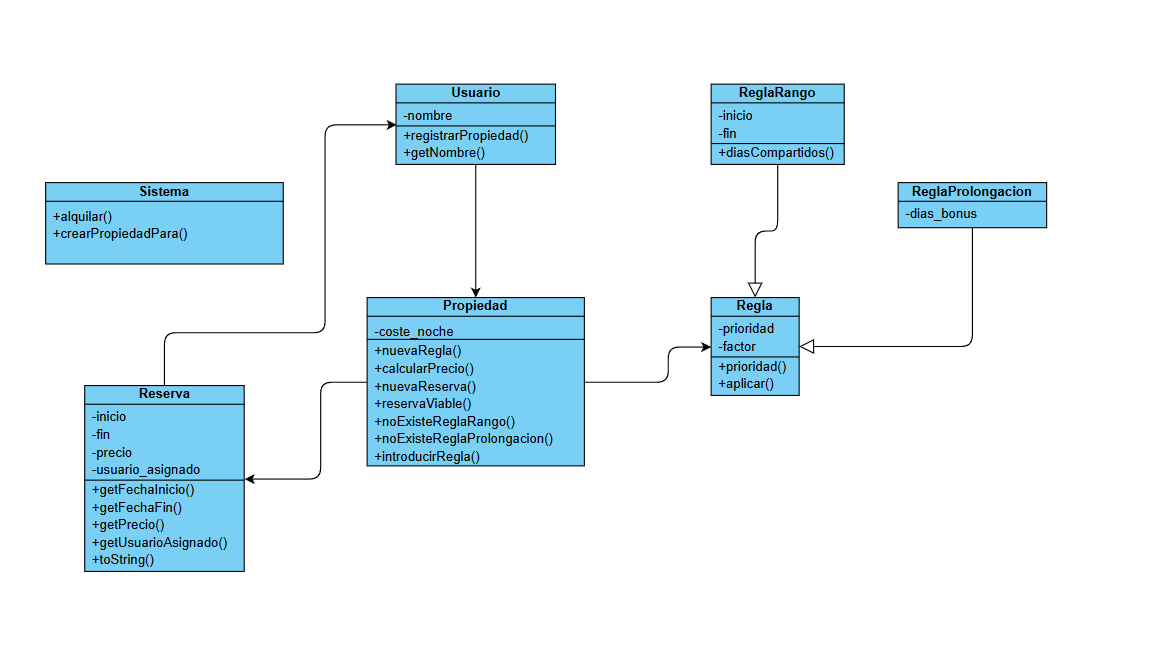 Usuario
-nombre
+registrarPropiedad()
+getNombre()
ReglaRango
-inicio
-fin
+diasCompartidos()
Sistema
+alquilar()
+crearPropiedadPara()
ReglaProlongacion
-dias_bonus
Propiedad
-coste_noche
+nuevaRegla()
+calcularPrecio()
+nuevaReserva()
+reservaViable()
+noExisteReglaRango()
+noExisteReglaProlongacion()
+introducirRegla()
Regla
-prioridad
-factor
+prioridad()
+aplicar()
Reserva
-inicio
-fin
-precio
-usuario_asignado
+getFechaInicio()
+getFechaFin()
+getPrecio()
+getUsuarioAsignado()
+toString()